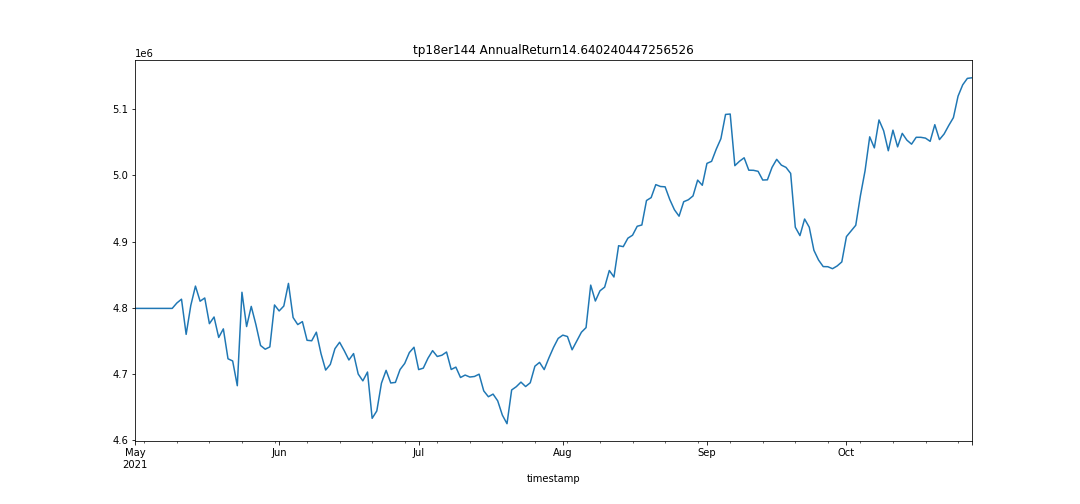 tp18er144 AnnualReturn14.640240447256526
1e6
5.1
5.0
4.9
4.8
4.7
4.6
May
2021
Jun
Jul
Aug
Sep
Oct
timestamp